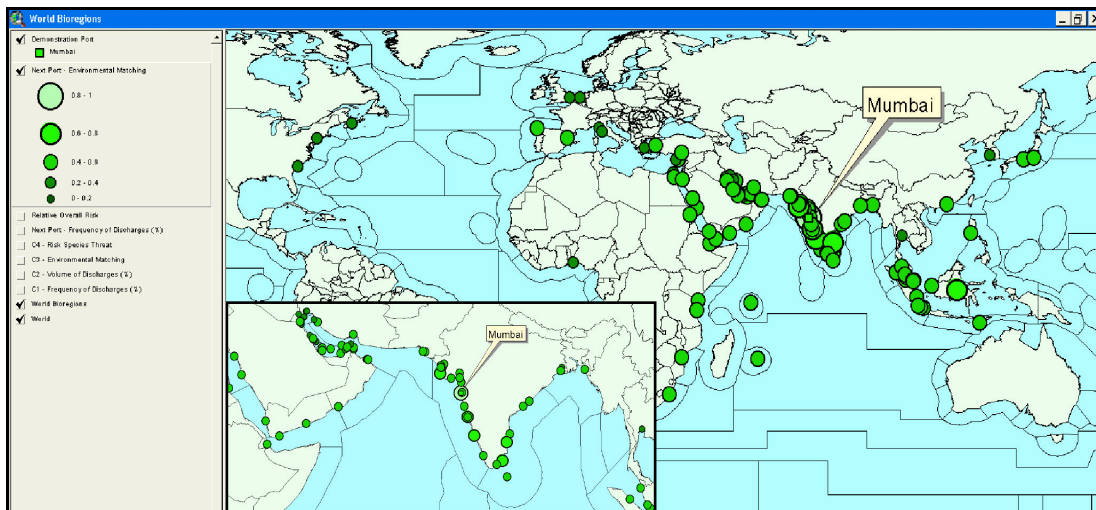 World Bioregions
Demonstration Port
Mumbai
Next Port - Environmental Matching
0.8 - 1
0.6 - 0.8
0.4 - 0.6
0.2 - 0.4
0 - 0.2
Relative Overall Risk
Next Port - Frequency of Discharges (%)
C4 - Risk Species Threat
C3 - Environmental Matching
C2 - Volume of Discharges (%)
C1 - Frequency of Discharges (%)
World Bioregions
World
Mumbai
Mumbai